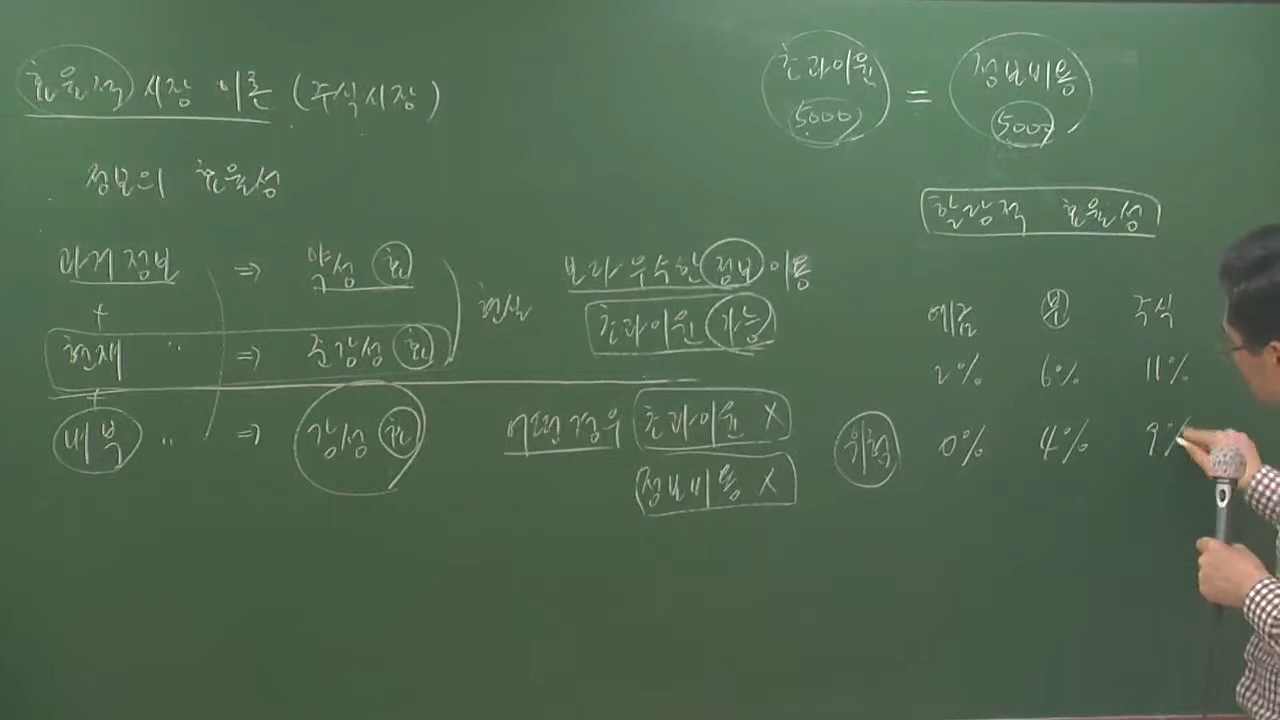 효율적 시장 이론 (주식시장)
정보의 효율성
과거 정보 ⇒ 약성 효
+
현재 〃 ⇒ 준강성 효
+
내부 〃 ⇒ 강성 효
현실
보다 우수한 정보 이용
초과이윤 가능
어떤경우 초과이윤 X
정보비용 X
초과이윤 = 정보비용
5000 5000
할당적 효율성
예금 부 주식
2% 6% 11%
위험 0% 4% 9%